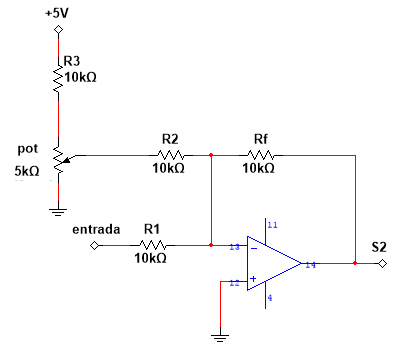 +5V
R3
10kΩ
pot
5kΩ
R2
10kΩ
Rf
10kΩ
entrada
R1
10kΩ
11
13
12
14
4
S2